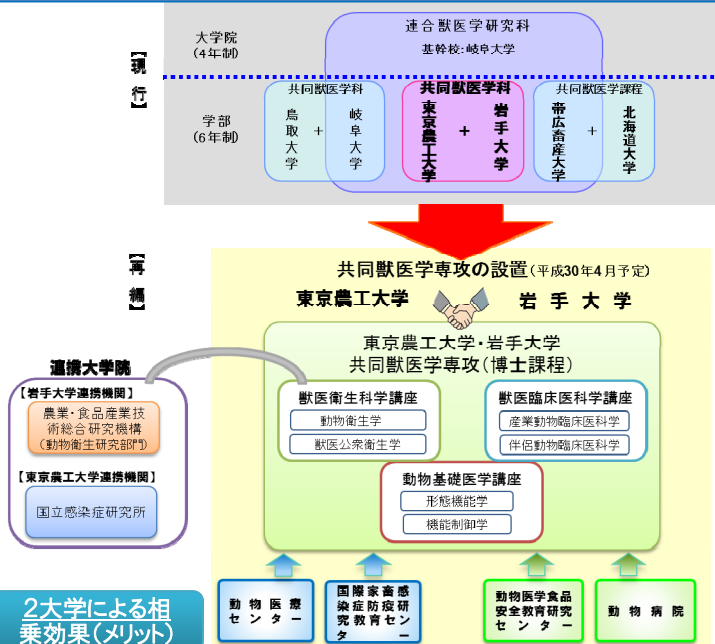 【現行】
大学院
(4年制)
連合獣医学研究科
基幹校:岐阜大学
学部
(6年制)
共同獣医学科
鳥取大学
+
岐阜大学
共同獣医学科
東京農工大学
+
岩手大学
共同獣医学課程
帯広畜産大学
+
北海道大学
【再編】
共同獣医学専攻の設置(平成30年4月予定)
東京農工大学
岩手大学
東京農工大学・岩手大学
共同獣医学専攻(博士課程)
獣医衛生科学講座
動物衛生学
獣医公衆衛生学
獣医臨床医科学講座
産業動物臨床医科学
伴侶動物臨床医科学
動物基礎医学講座
形態機能学
機能制御学
連携大学院
【岩手大学連携機関】
農業・食品産業技
術総合研究機構
(動物衛生研究部門)
【東京農工大学連携機関】
国立感染症研究所
動物医療
センター
国際家畜感
染症防疫研
究教育セン
ター
動物医学食品
安全教育研究
センター
動物病院
2大学による相
乗効果(メリット)